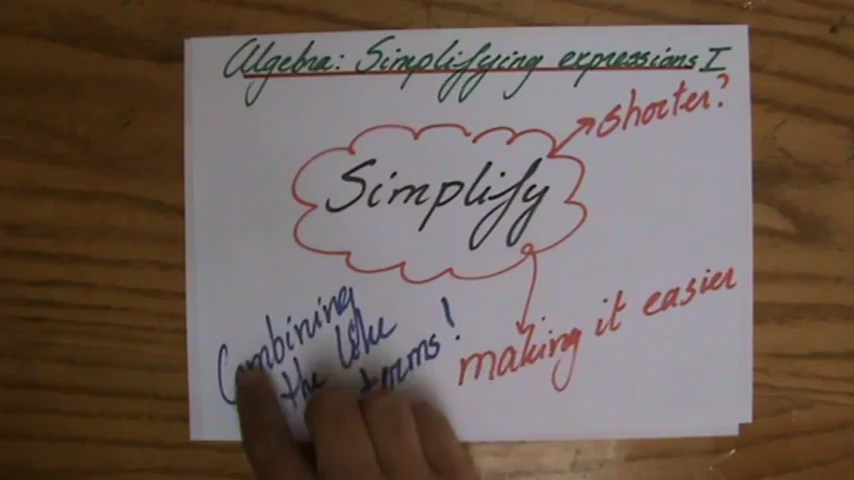 Algebra: Simplifying expressions I
shorter?
Simplify
making it easier
Combining
the like
terms!